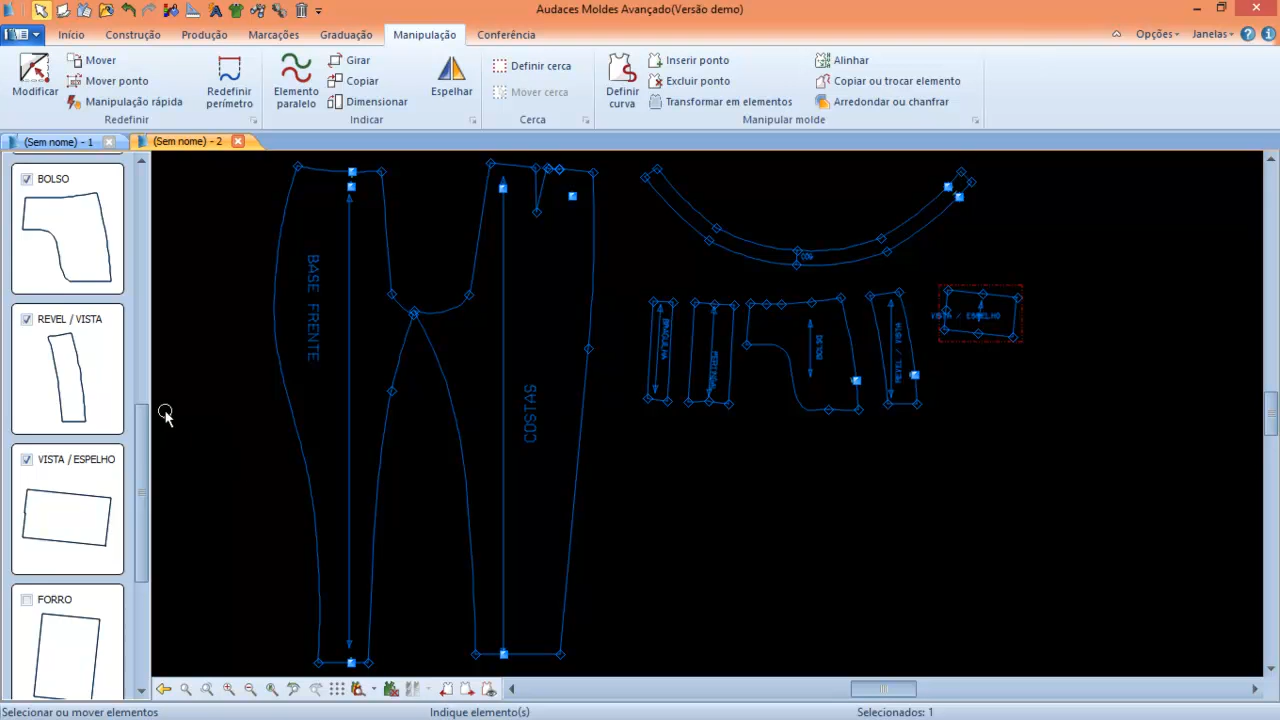 Audaces Moldes Avançado(Versão demo)
Início Construção Produção Marcações Graduação Manipulação Conferência Opções Janelas
Modificar
Mover
Mover ponto
Manipulação rápida
Redefinir
perímetro
Redefinir
Elemento
paralelo
Girar
Copiar
Dimensionar
Espelhar
Indicar
Definir cerca
Mover cerca
Cerca
Definir
curva
Inserir ponto
Excluir ponto
Transformar em elementos
Alinhar
Copiar ou trocar elemento
Arredondar ou chanfrar
Manipular molde
(Sem nome) - 1
(Sem nome) - 2
BOLSO
REVEL / VISTA
VISTA / ESPELHO
FORRO
BASE FRENTE
COSTAS
COS
BRAGUILHA
BOLSO
REVEL / VISTA
VISTA / ESPELHO
Selecionar ou mover elementos
Indique elemento(s)
Selecionados: 1